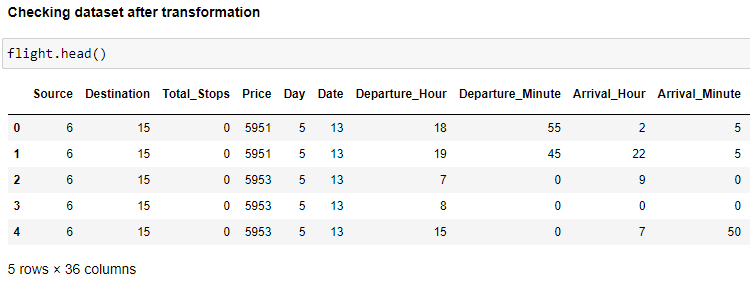 Checking dataset after transformation
flight.head()
Source Destination Total_Stops Price Day Date Departure_Hour Departure_Minute Arrival_Hour Arrival_Minute
0 6 15 0 5951 5 13 18 55 2 5
1 6 15 0 5951 5 13 19 45 22 5
2 6 15 0 5953 5 13 7 0 9 0
3 6 15 0 5953 5 13 8 0 0 0
4 6 15 0 5953 5 13 15 0 7 50
5 rows × 36 columns